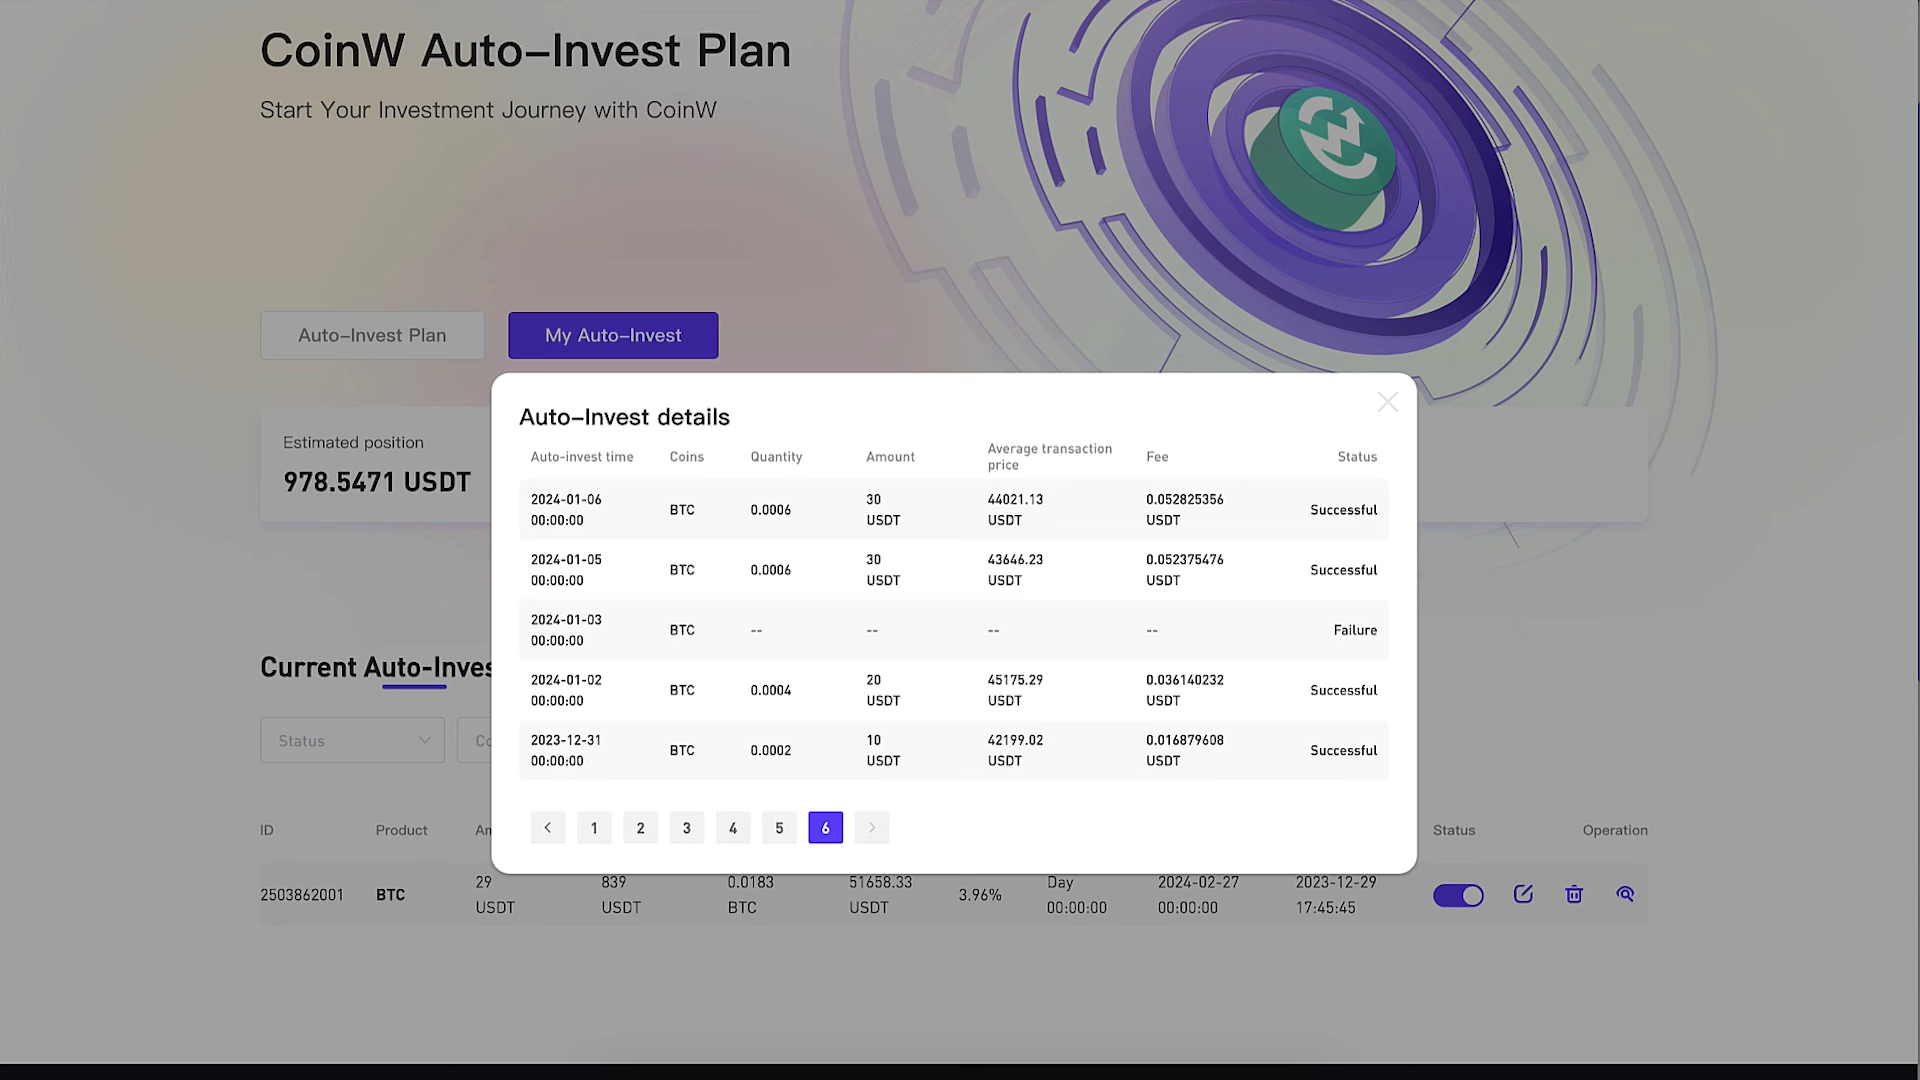 CoinW Auto-Invest Plan
Start Your Investment Journey with CoinW
Auto-Invest Plan
My Auto-Invest
Estimated position
978.5471 USDT
Auto-Invest details
Auto-invest time Coins Quantity Amount Average transaction price Fee Status
2024-01-06 00:00:00 BTC 0.0006 30 USDT 44021.13 USDT 0.052825356 USDT Successful
2024-01-05 00:00:00 BTC 0.0006 30 USDT 43646.23 USDT 0.052375476 USDT Successful
2024-01-03 00:00:00 BTC -- -- -- -- Failure
2024-01-02 00:00:00 BTC 0.0004 20 USDT 45175.29 USDT 0.036140232 USDT Successful
2023-12-31 00:00:00 BTC 0.0002 10 USDT 42199.02 USDT 0.016879608 USDT Successful
1 2 3 4 5 6
Current Auto-Inves
Status
ID Product Status Operation
2503862001 BTC 29 USDT 839 USDT 0.0183 BTC 51658.33 USDT 3.96% Day 00:00:00 2024-02-27 00:00:00 2023-12-29 17:45:45